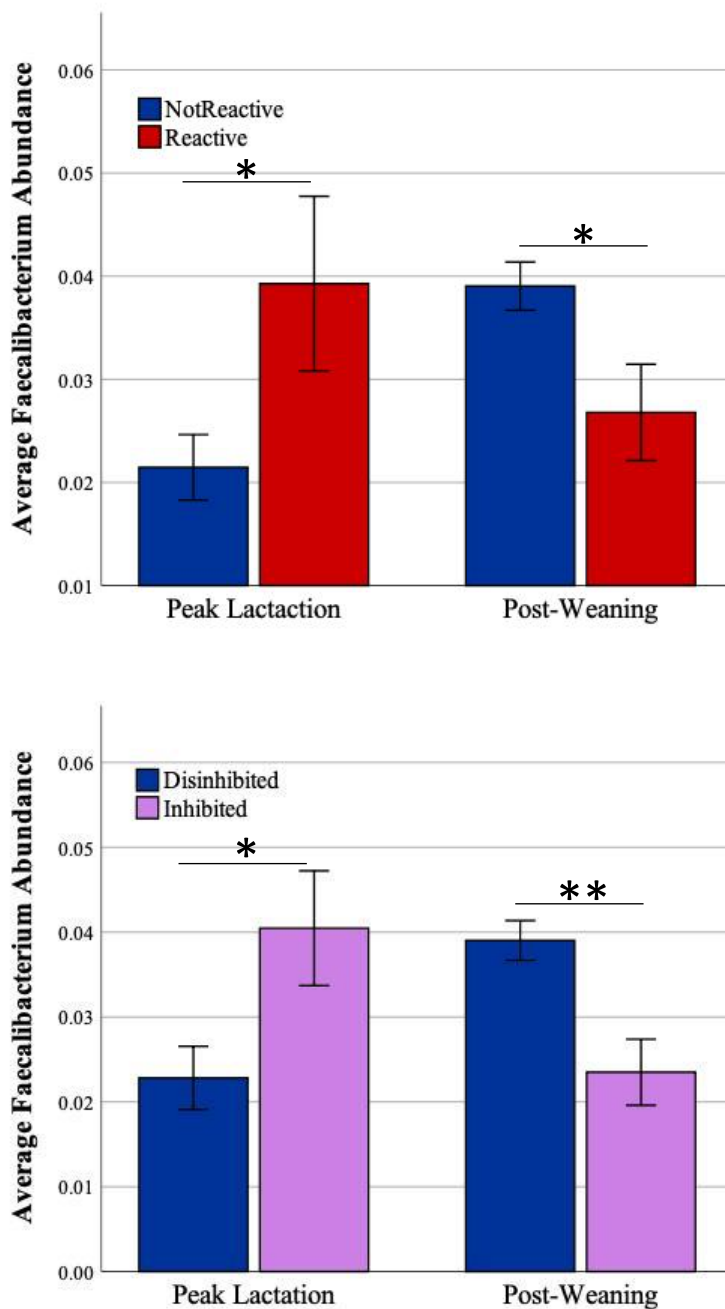 Average Faecalibacterium Abundance
0.06
0.05
0.04
0.03
0.02
0.01
NotReactive
Reactive
*
*
Peak Lactaction
Post-Weaning
Average Faecalibacterium Abundance
0.06
0.05
0.04
0.03
0.02
0.01
0.00
Disinhibited
Inhibited
*
**
Peak Lactation
Post-Weaning